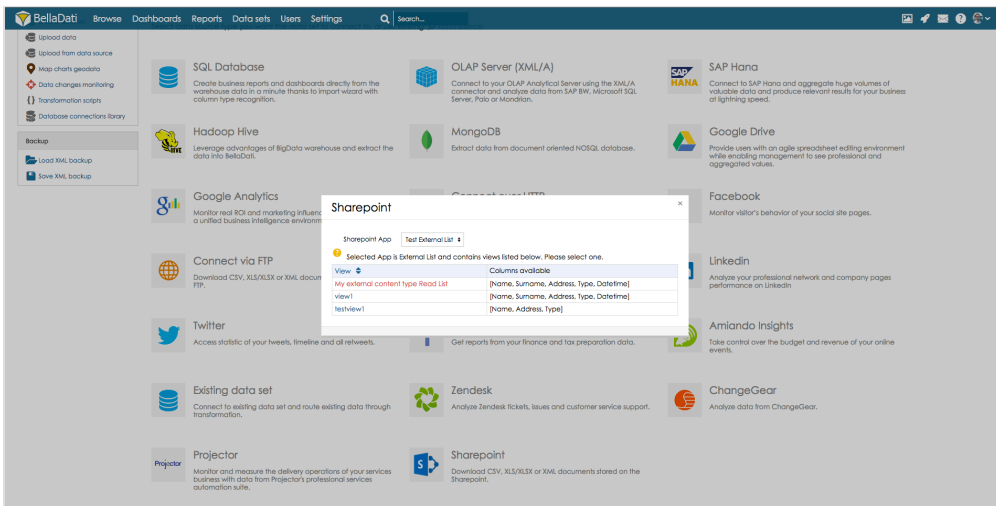 BellaDati Browse Dashboards Reports Data sets Users Settings Search...
Upload data
Upload from data source
Map charts geodata
Data changes monitoring
Transformation scripts
Database connections library
Backup
Load XML backup
Save XML backup
SQL Database
Create business reports and dashboards directly from the
warehouse data in a minute thanks to import wizard with
column type recognition.
OLAP Server (XML/A)
Connect to your OLAP Analytical Server using the XML/A
connector and analyze data from SAP BW, Microsoft SQL
Server, Palo or Mondrian.
SAP HANA
SAP Hana
Connect to SAP Hana and aggregate huge volumes of
valuable data and produce relevant results for your business
at lightning speed.
HIVE
Hadoop Hive
Leverage advantages of BigData warehouse and extract the
data into BellaDati.
MongoDB
Extract data from document oriented NOSQL database.
Google Drive
Provide users with an agile spreadsheet editing environment
while enabling management to see professional and
aggregated values.
Google Analytics
Monitor real ROI and marketing influenc
a unified business intelligence environm
Facebook
Monitor visitor's behavior of your social site pages.
Sharepoint
Sharepoint App Test External List
Selected App is External List and contains views listed below. Please select one.
View Columns available
My external content type Read List [Name, Surname, Address, Type, Datetime]
view1 [Name, Surname, Address, Type, Datetime]
testview1 [Name, Address, Type]
Connect via FTP
Download CSV, XLS/XLSX or XML docum
FTP.
Linkedin
Analyze your professional network and company pages
performance on LinkedIn
Twitter
Access statistic of your tweets, timeline and all retweets.
Get reports from your finance and tax preparation data.
Amiando Insights
Take control over the budget and revenue of your online
events.
Existing data set
Connect to existing data set and route existing data through
transformation.
Zendesk
Analyze Zendesk tickets, issues and customer service support.
ChangeGear
Analyze data from ChangeGear.
Projector
Projector
Monitor and measure the delivery operations of your services
business with data from Projector's professional services
automation suite.
Sharepoint
Download CSV, XLS/XLSX or XML documents stored on the
Sharepoint.